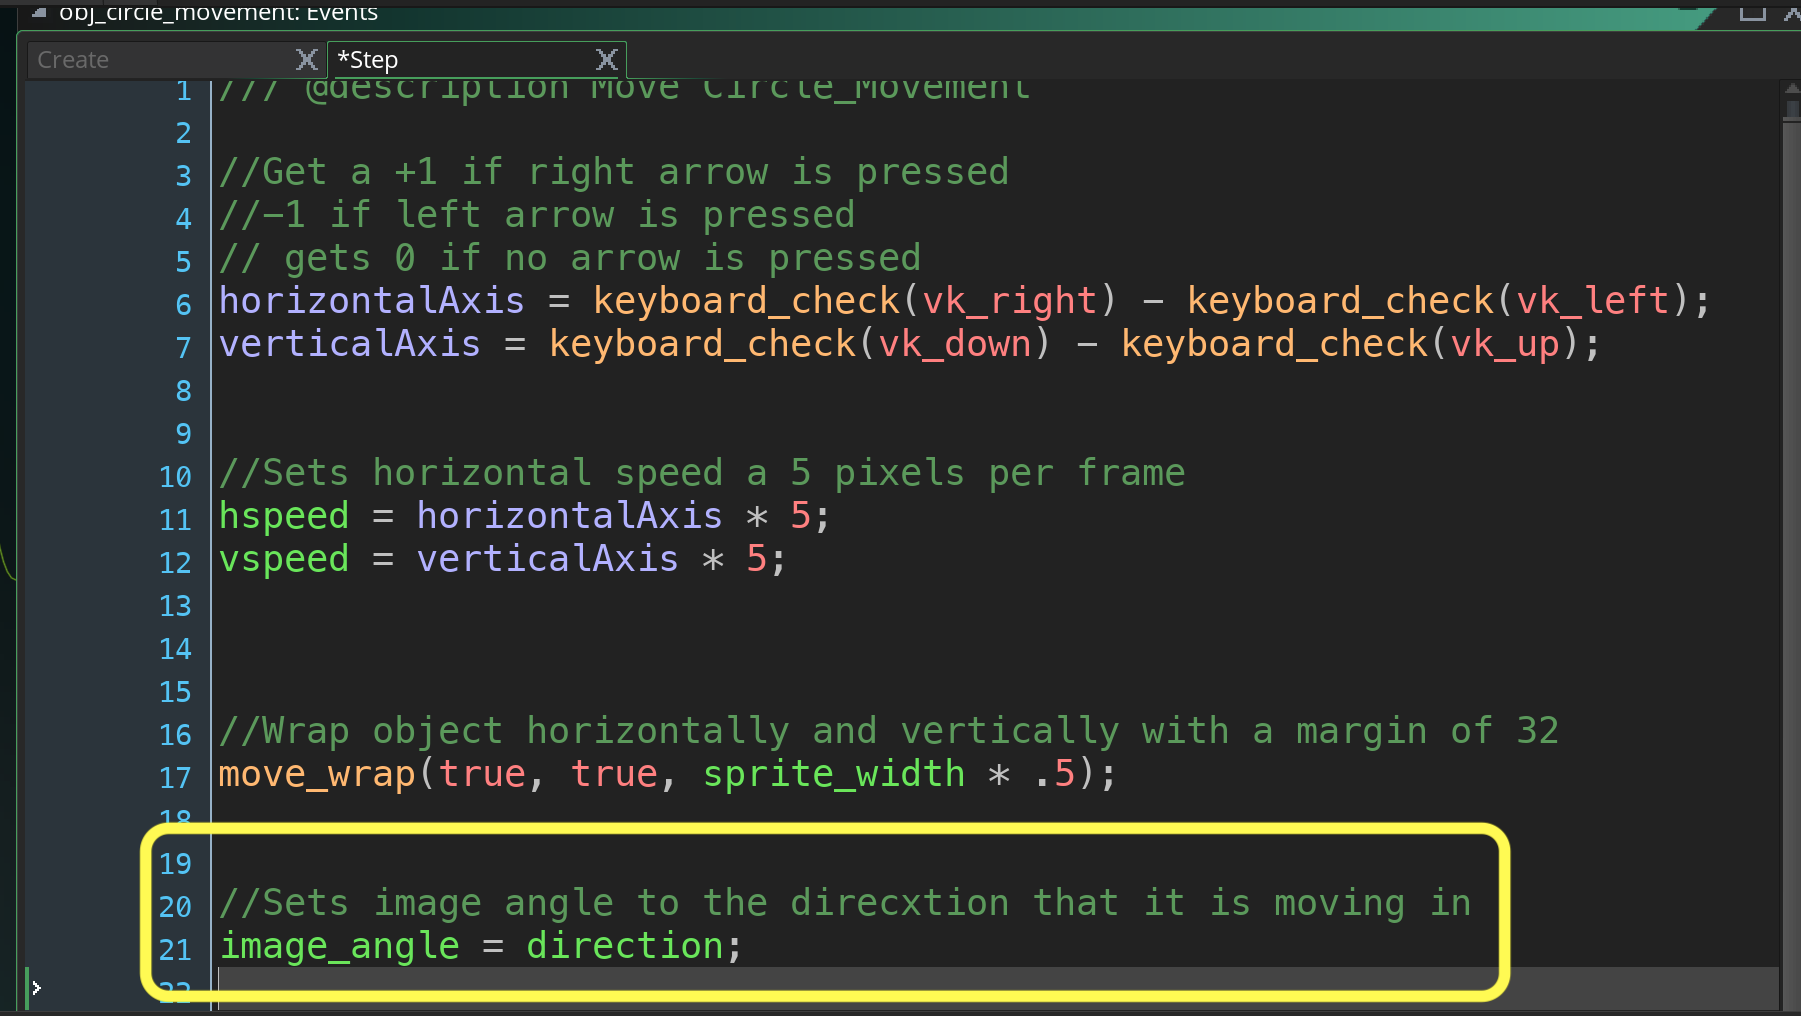 obj_circle_movement: Events
Create
*Step
1 /// @description Move Circle_Movement
2
3 //Get a +1 if right arrow is pressed
4 //-1 if left arrow is pressed
5 // gets 0 if no arrow is pressed
6 horizontalAxis = keyboard_check(vk_right) - keyboard_check(vk_left);
7 verticalAxis = keyboard_check(vk_down) - keyboard_check(vk_up);
8
9
10 //Sets horizontal speed a 5 pixels per frame
11 hspeed = horizontalAxis * 5;
12 vspeed = verticalAxis * 5;
13
14
15
16 //Wrap object horizontally and vertically with a margin of 32
17 move_wrap(true, true, sprite_width * .5);
18
19
20 //Sets image angle to the direcxtion that it is moving in
21 image_angle = direction;
22